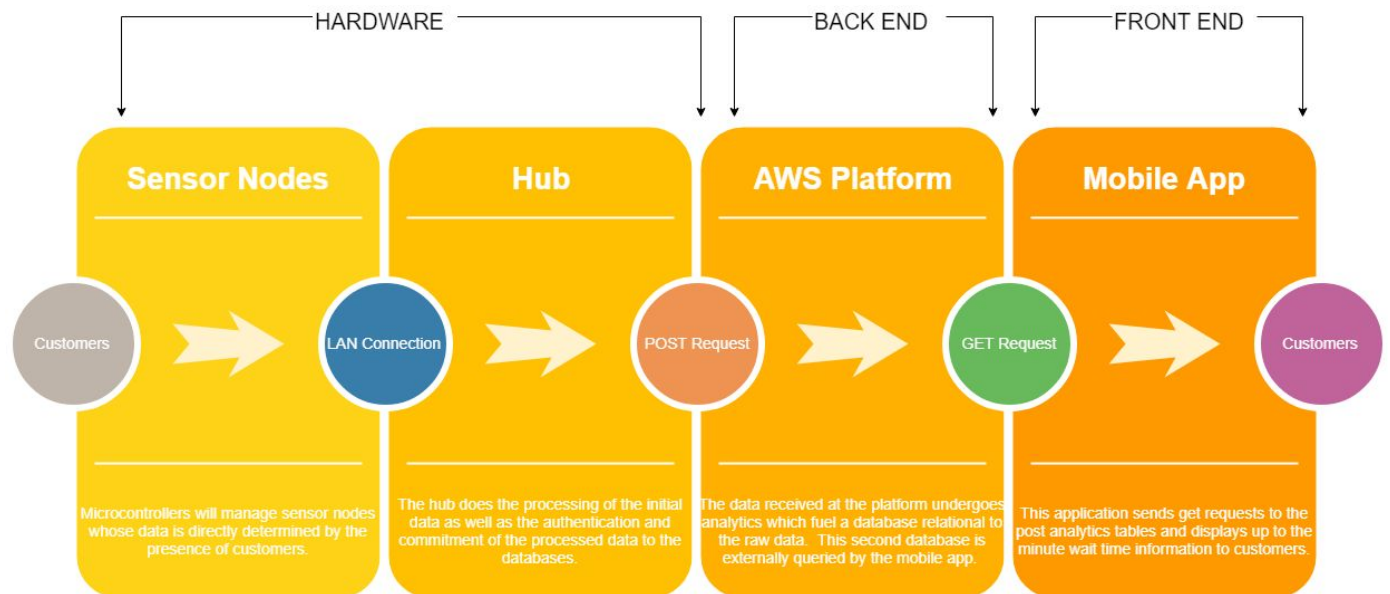 HARDWARE
BACK END
FRONT END
Sensor Nodes
Hub
AWS Platform
Mobile App
Customers
LAN Connection
POST Request
GET Request
Customers
Microcontrollers will manage sensor nodes
whose data is directly determined by the
presence of customers.
The hub does the processing of the initial
data as well as the authentication and
commitment of the processed data to the
databases.
The data received at the platform undergoes
analytics which fuel a database relational to
the raw data.  This second database is
externally queried by the mobile app.
This application sends get requests to the
post analytics tables and displays up to the
minute wait time information to customers.